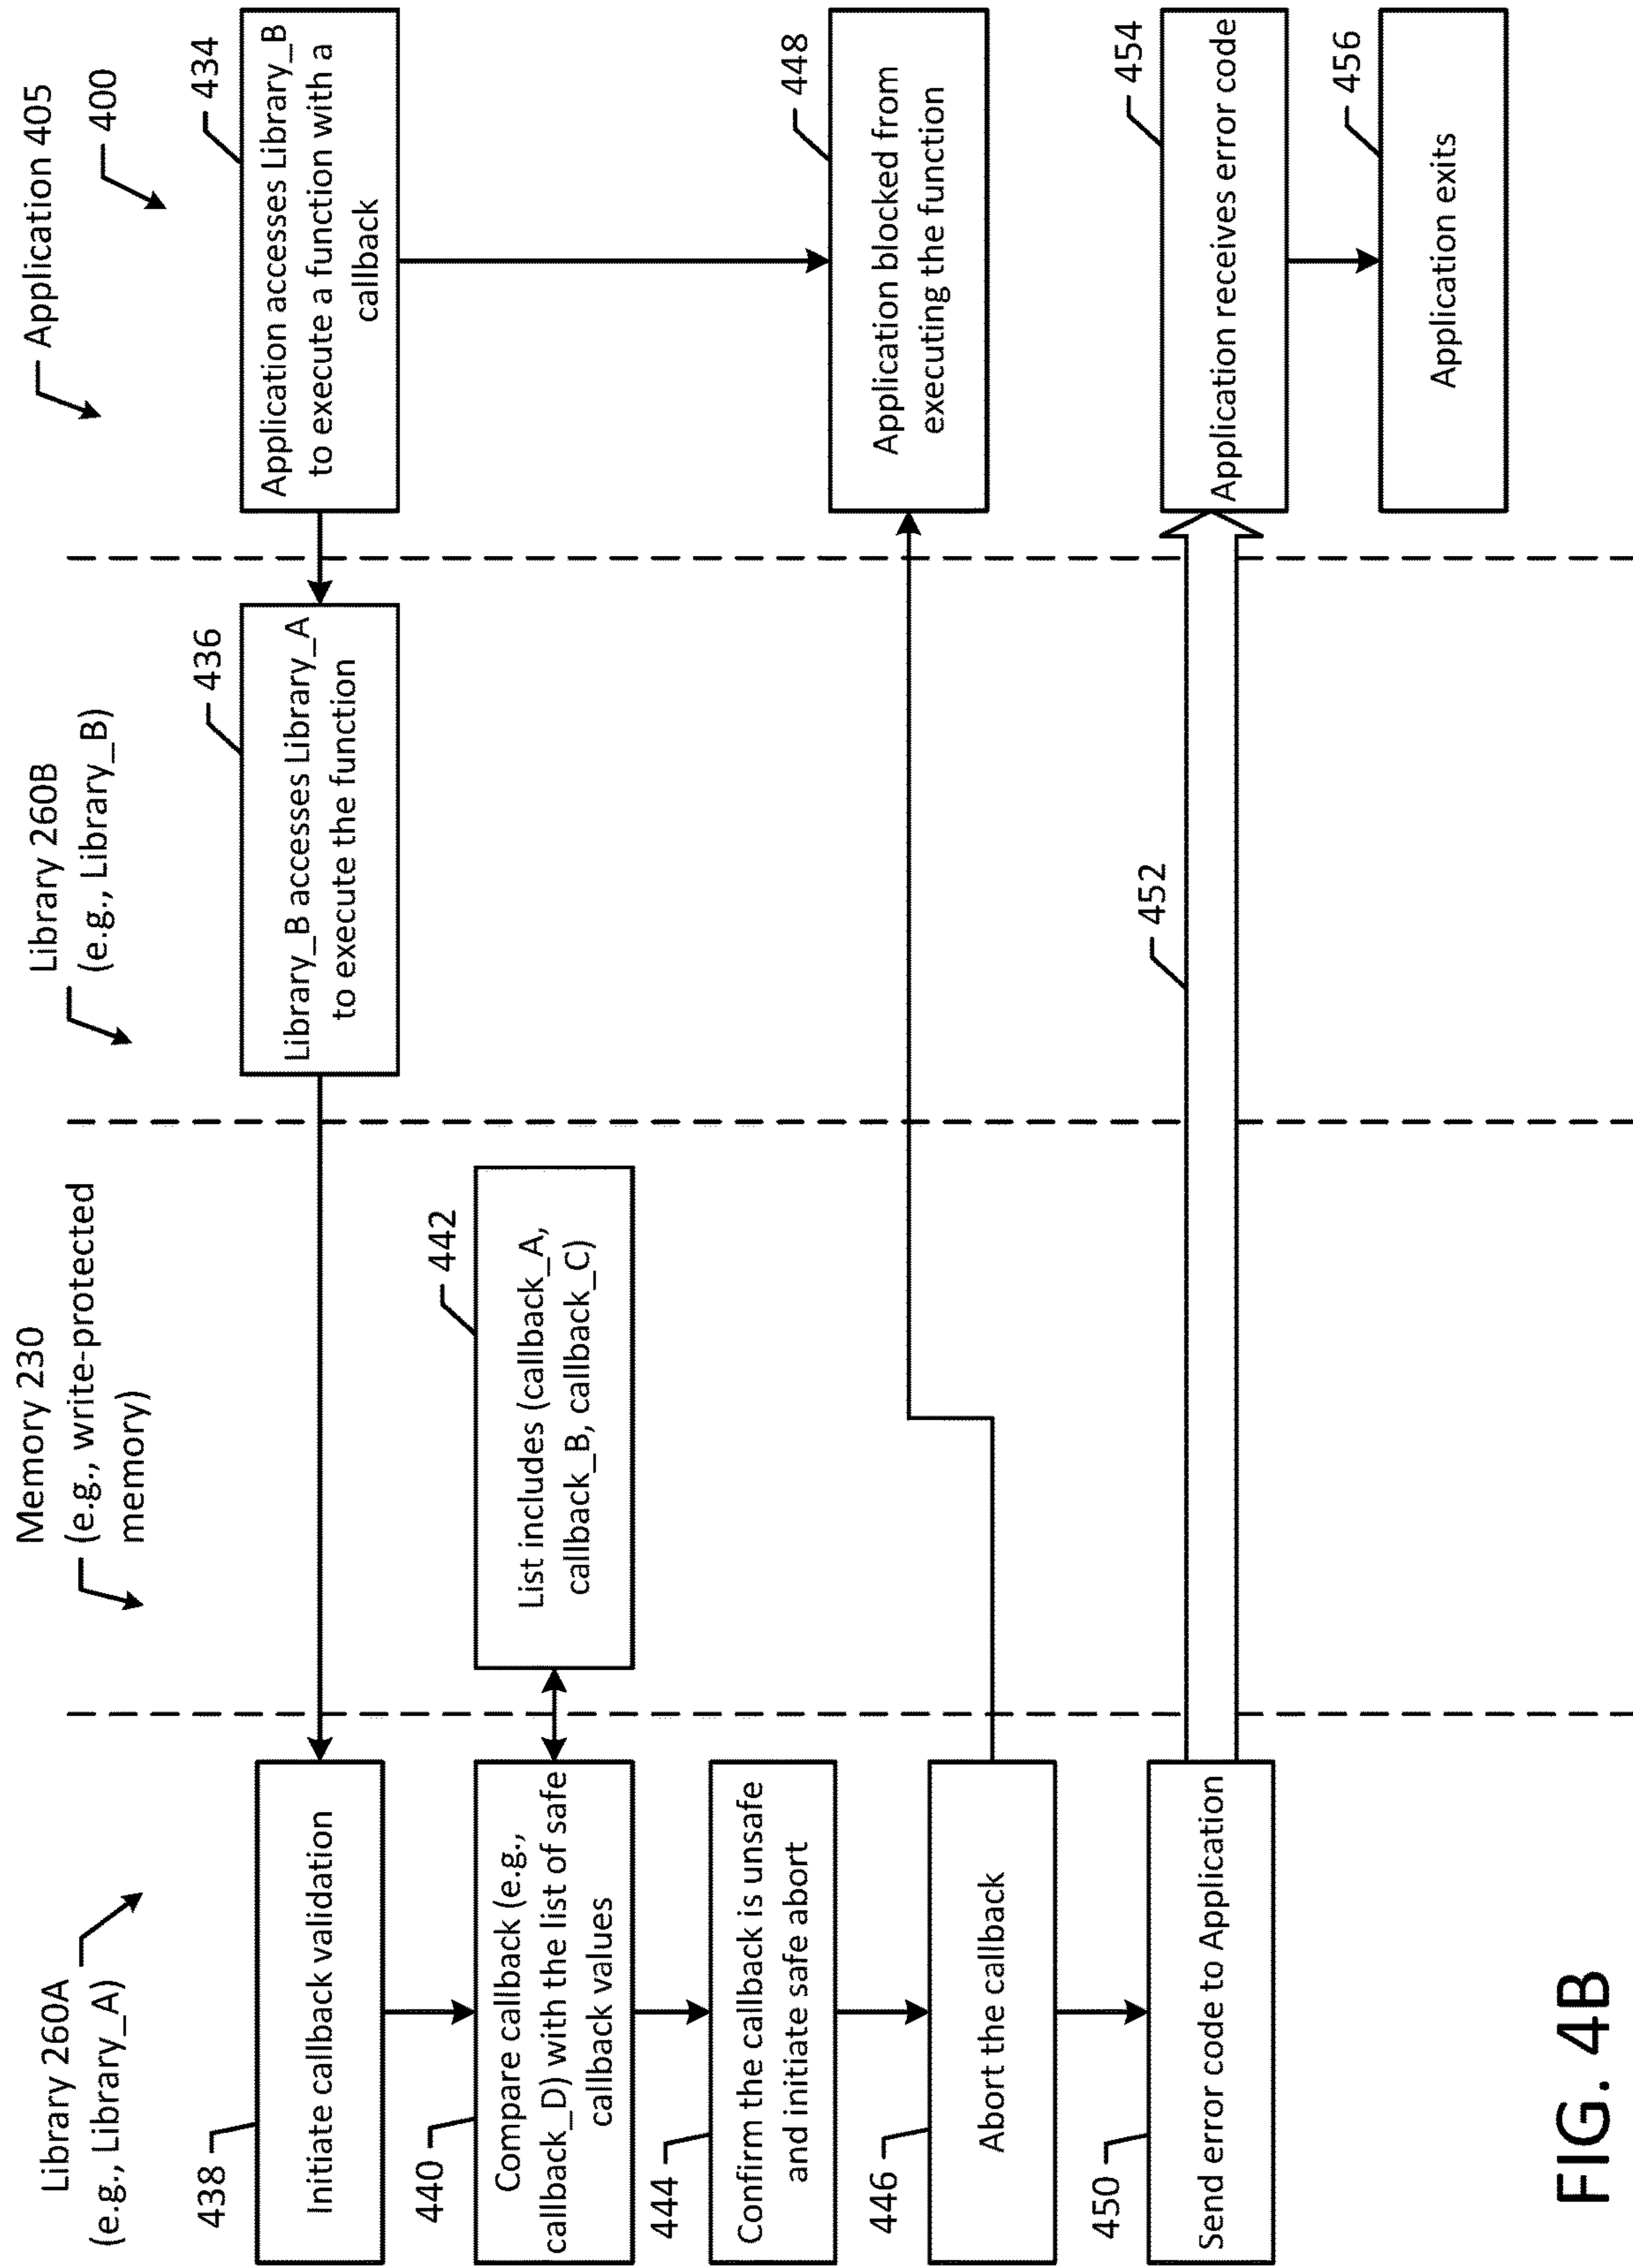 Library 260A
(e.g., Library_A)
Memory 230
(e.g., write-protected
memory)
Library 260B
(e.g., Library_B)
Application 405
400
438
Initiate callback validation
436
Library_B accesses Library_A
to execute the function
434
Application accesses Library_B
to execute a function with a
callback
440
Compare callback (e.g.,
callback_D) with the list of safe
callback values
442
List includes (callback_A,
callback_B, callback_C)
444
Confirm the callback is unsafe
and initiate safe abort
446
Abort the callback
448
Application blocked from
executing the function
450
Send error code to Application
452
454
Application receives error code
456
Application exits
FIG. 4B